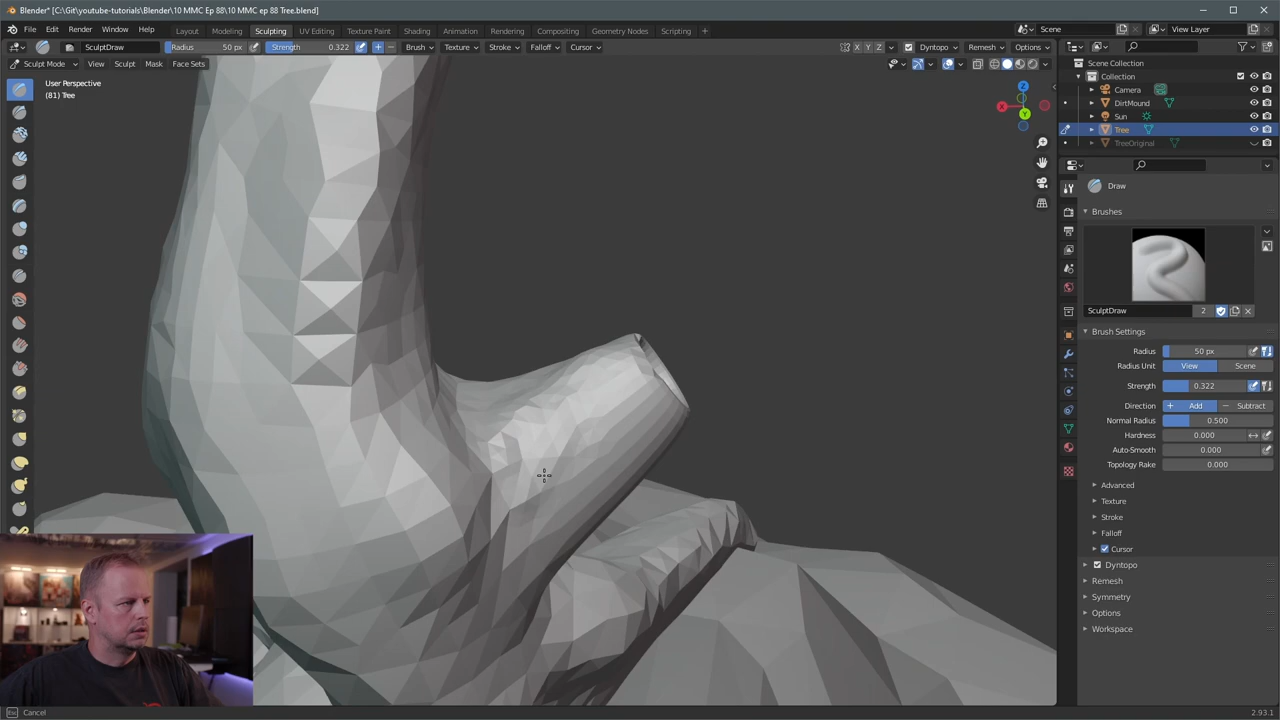 Blender* [C:\Git\youtube-tutorials\Blender\10 MMC Ep 88\10 MMC ep 88 Tree.blend]
File Edit Render Window Help Layout Modeling Sculpting UV Editing Texture Paint Shading Animation Rendering Compositing Geometry Nodes Scripting + Scene View Layer
SculptDraw Radius 50 px Strength 0.322 + − Brush Texture Stroke Falloff Cursor X Y Z Dyntopo Remesh Options
Sculpt Mode View Sculpt Mask Face Sets
User Perspective
(81) Tree
Z
X
Y
Scene Collection
Collection
Camera
DirtMound
Sun
Tree
TreeOriginal
Draw
Brushes
SculptDraw 2
Brush Settings
Radius 50 px
Radius Unit View Scene
Strength 0.322
Direction + Add − Subtract
Normal Radius 0.500
Hardness 0.000
Auto-Smooth 0.000
Topology Rake 0.000
Advanced
Texture
Stroke
Falloff
Cursor
Dyntopo
Remesh
Symmetry
Options
Workspace
Esc Cancel 2.93.1